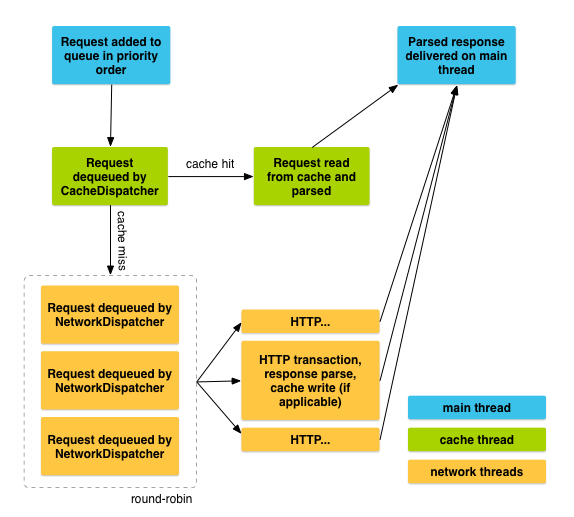 Request added to
queue in priority
order
Parsed response
delivered on main
thread
Request
dequeued by
CacheDispatcher
cache hit
Request read
from cache and
parsed
cache miss
Request dequeued by
NetworkDispatcher
Request dequeued by
NetworkDispatcher
Request dequeued by
NetworkDispatcher
round-robin
HTTP...
HTTP transaction,
response parse,
cache write (if
applicable)
HTTP...
main thread
cache thread
network threads